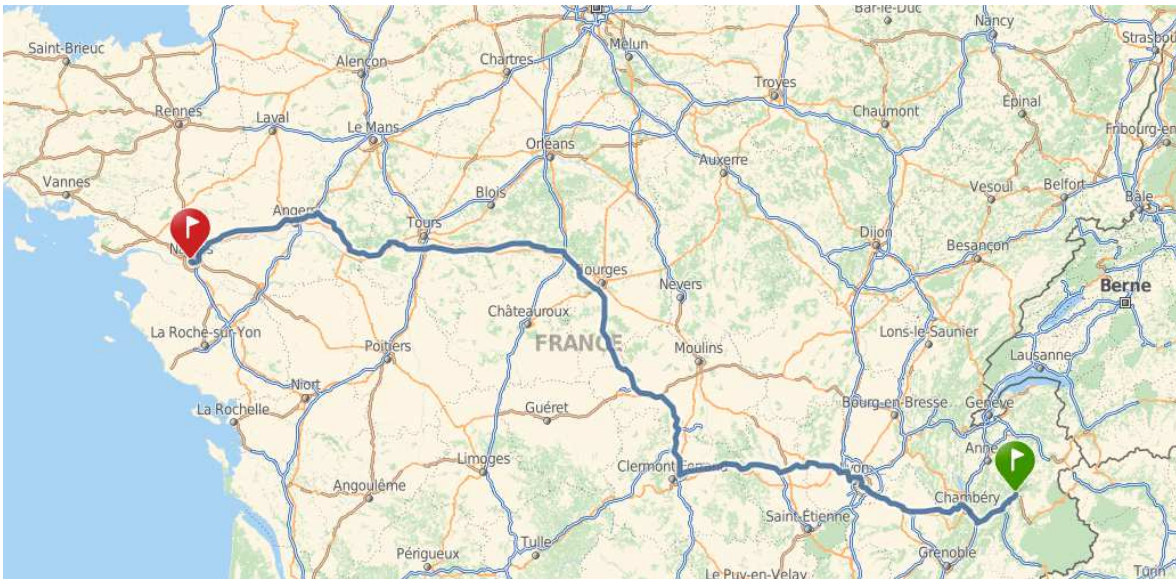 Bar-le-Duc
Nancy
Saint-Brieuc
Melun
Strasbou
Alençon
Chartres
Troyes
Épinal
Rennes
Laval
Chaumont
Le Mans
Fribourg-en
Orléans
Auxerre
Vannes
Blois
Vesoul
Belfort
Bâle
Angers
Tours
Dijon
Besançon
Bourges
Nevers
Berne
Châteauroux
La Roche-sur-Yon
FRANCE
Lons-le-Saunier
Poitiers
Moulins
Lausanne
Niort
La Rochelle
Guéret
Bourg-en-Bresse
Genève
Anne
Limoges
Clermont-Ferrand
Lyon
Angoulême
Chambéry
Saint-Étienne
Périgueux
Tulle
Grenoble
Le Puy-en-Velay
Turin